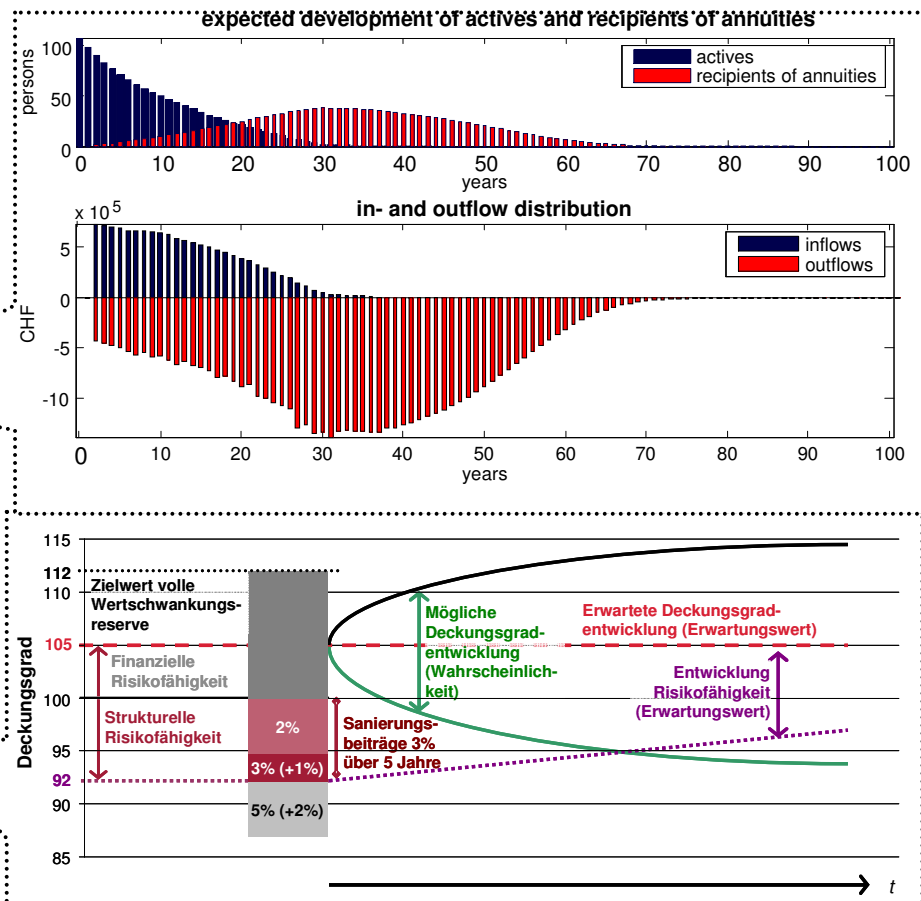 expected development of actives and recipients of annuities
100
50
0
persons
actives
recipients of annuities
0 10 20 30 40 50 60 70 80 90 100
years
x 10 5
in- and outflow distribution
5
0
-5
-10
CHF
inflows
outflows
0 10 20 30 40 50 60 70 80 90 100
years
115
112
110
105
100
95
92
90
85
Deckungsgrad
Zielwert volle
Wertschwankungs-
reserve
Finanzielle
Risikofähigkeit
Strukturelle
Risikofähigkeit
2%
3% (+1%)
5% (+2%)
Sanierungs-
beiträge 3%
über 5 Jahre
Mögliche
Deckungsgrad-
entwicklung
(Wahrscheinlich-
keit)
Erwartete Deckungsgrad-
entwicklung (Erwartungswert)
Entwicklung
Risikofähigkeit
(Erwartungswert)
t